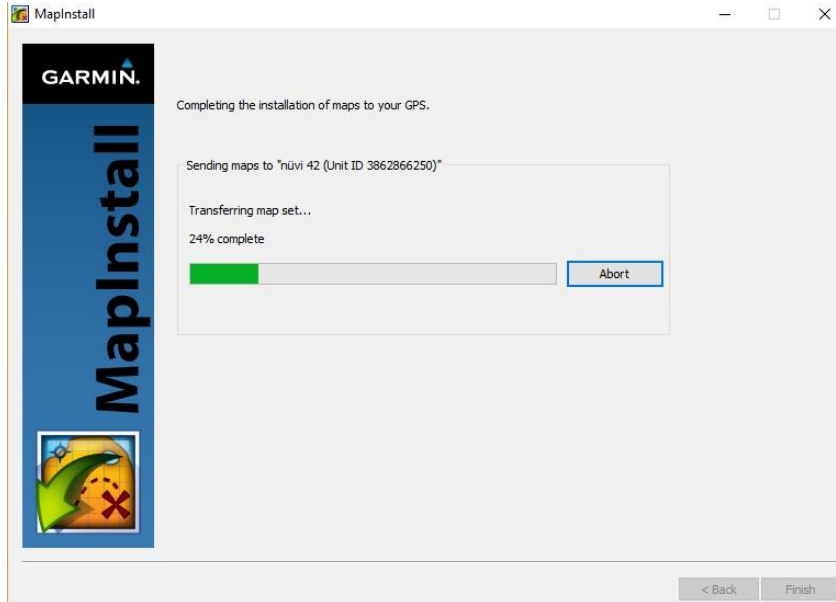 MapInstall
GARMIN.
MapInstall
Completing the installation of maps to your GPS.
Sending maps to "nüvi 42 (Unit ID 3862866250)"
Transferring map set...
24% complete
Abort
< Back
Finish